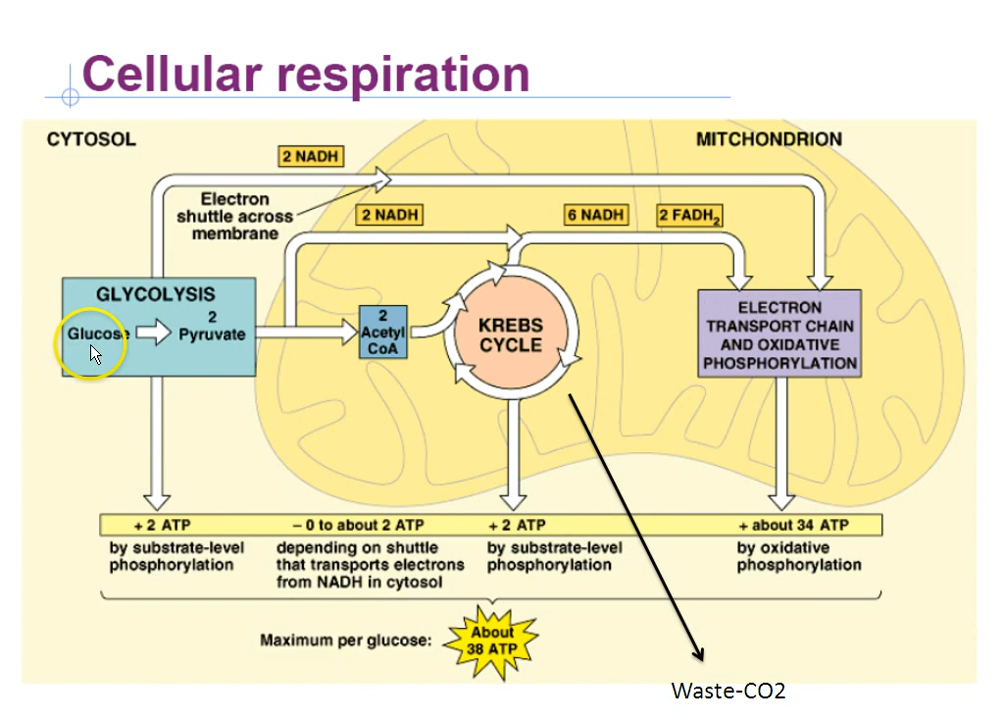 Cellular respiration
CYTOSOL
MITCHONDRION
2 NADH
Electron
shuttle across
membrane
2 NADH
6 NADH
2 FADH₂
GLYCOLYSIS
Glucose
2
Pyruvate
2
Acetyl
CoA
KREBS
CYCLE
ELECTRON
TRANSPORT CHAIN
AND OXIDATIVE
PHOSPHORYLATION
+ 2 ATP
– 0 to about 2 ATP
+ 2 ATP
+ about 34 ATP
by substrate-level
phosphorylation
depending on shuttle
that transports electrons
from NADH in cytosol
by substrate-level
phosphorylation
by oxidative
phosphorylation
Maximum per glucose:
About
38 ATP
Waste-CO2